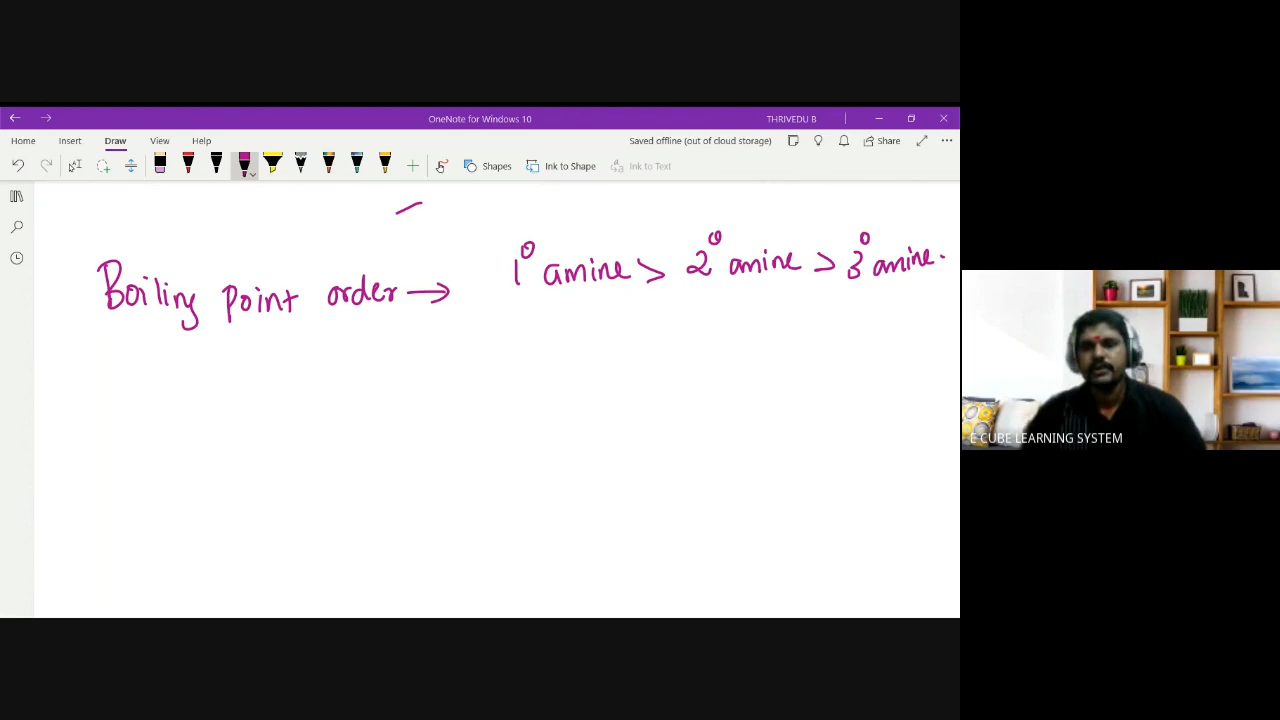 OneNote for Windows 10
THRIVEDU B
Home Insert Draw View Help
Saved offline (out of cloud storage)
Share
Shapes
Ink to Shape
Ink to Text
Boiling point order → 1° amine > 2° amine > 3° amine.
E CUBE LEARNING SYSTEM